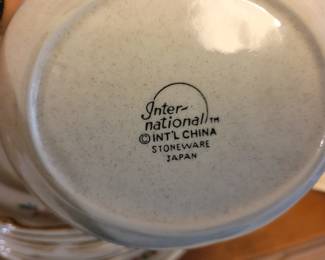 Inter-
national™
© INT'L CHINA
STONEWARE
JAPAN